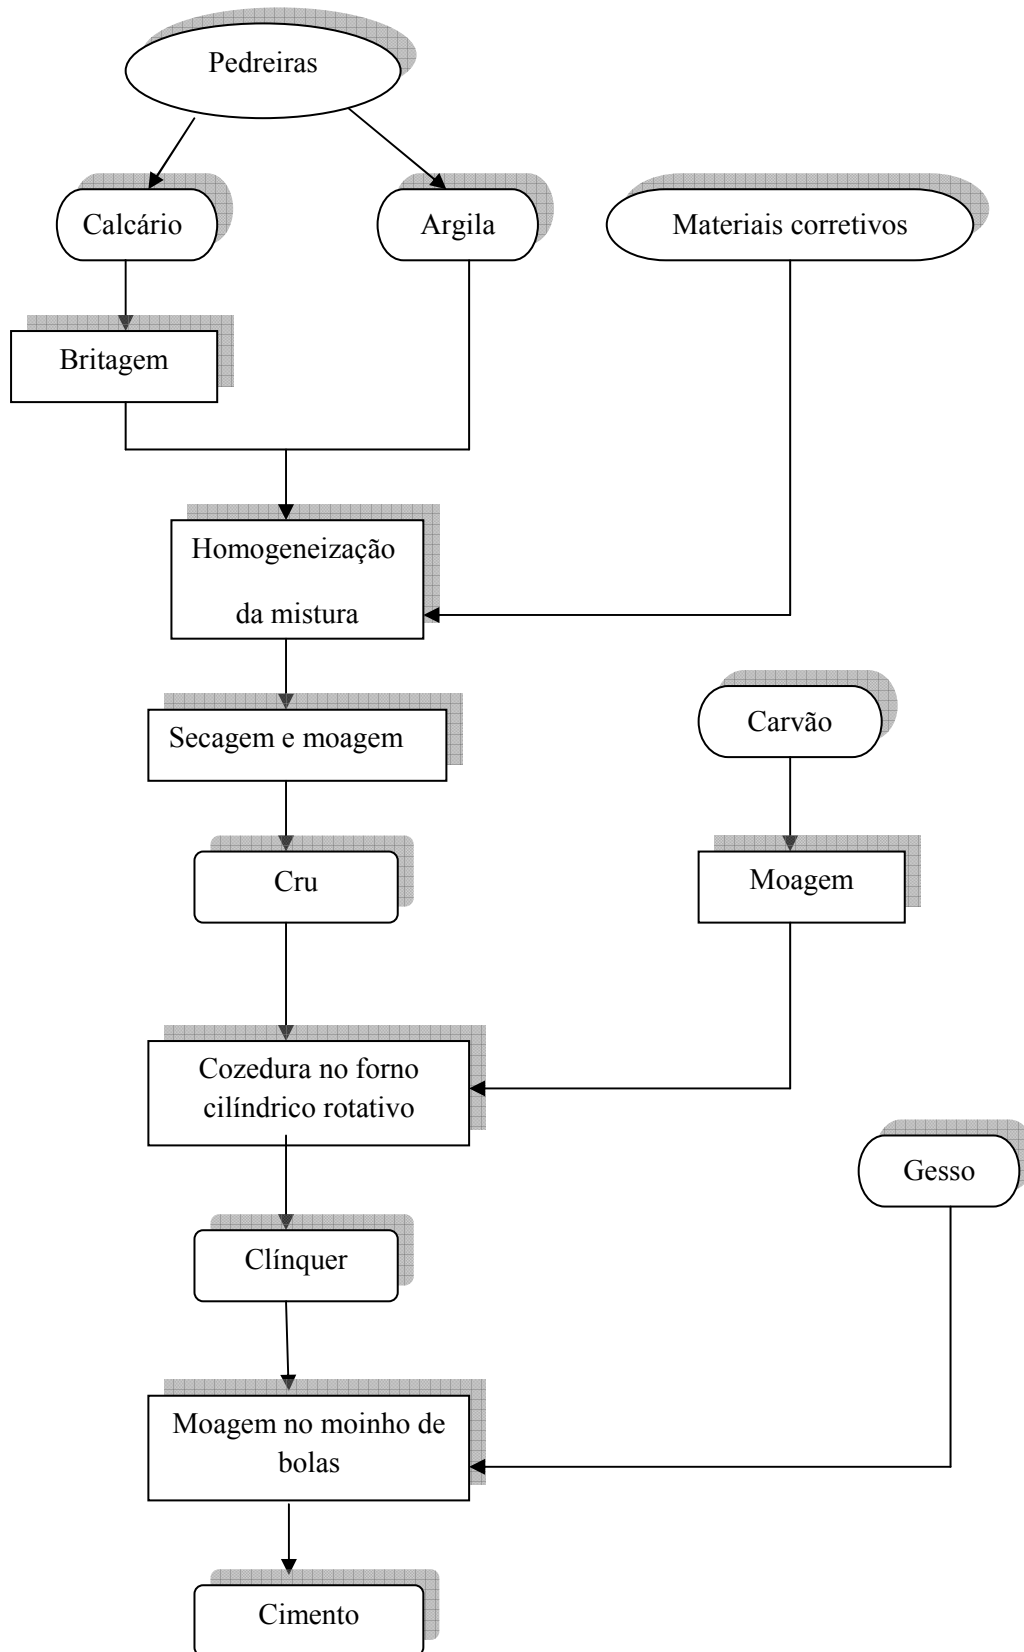 Pedreiras
Calcário
Argila
Materiais corretivos
Britagem
Homogeneização
da mistura
Secagem e moagem
Carvão
Cru
Moagem
Cozedura no forno
cilíndrico rotativo
Gesso
Clínquer
Moagem no moinho de
bolas
Cimento